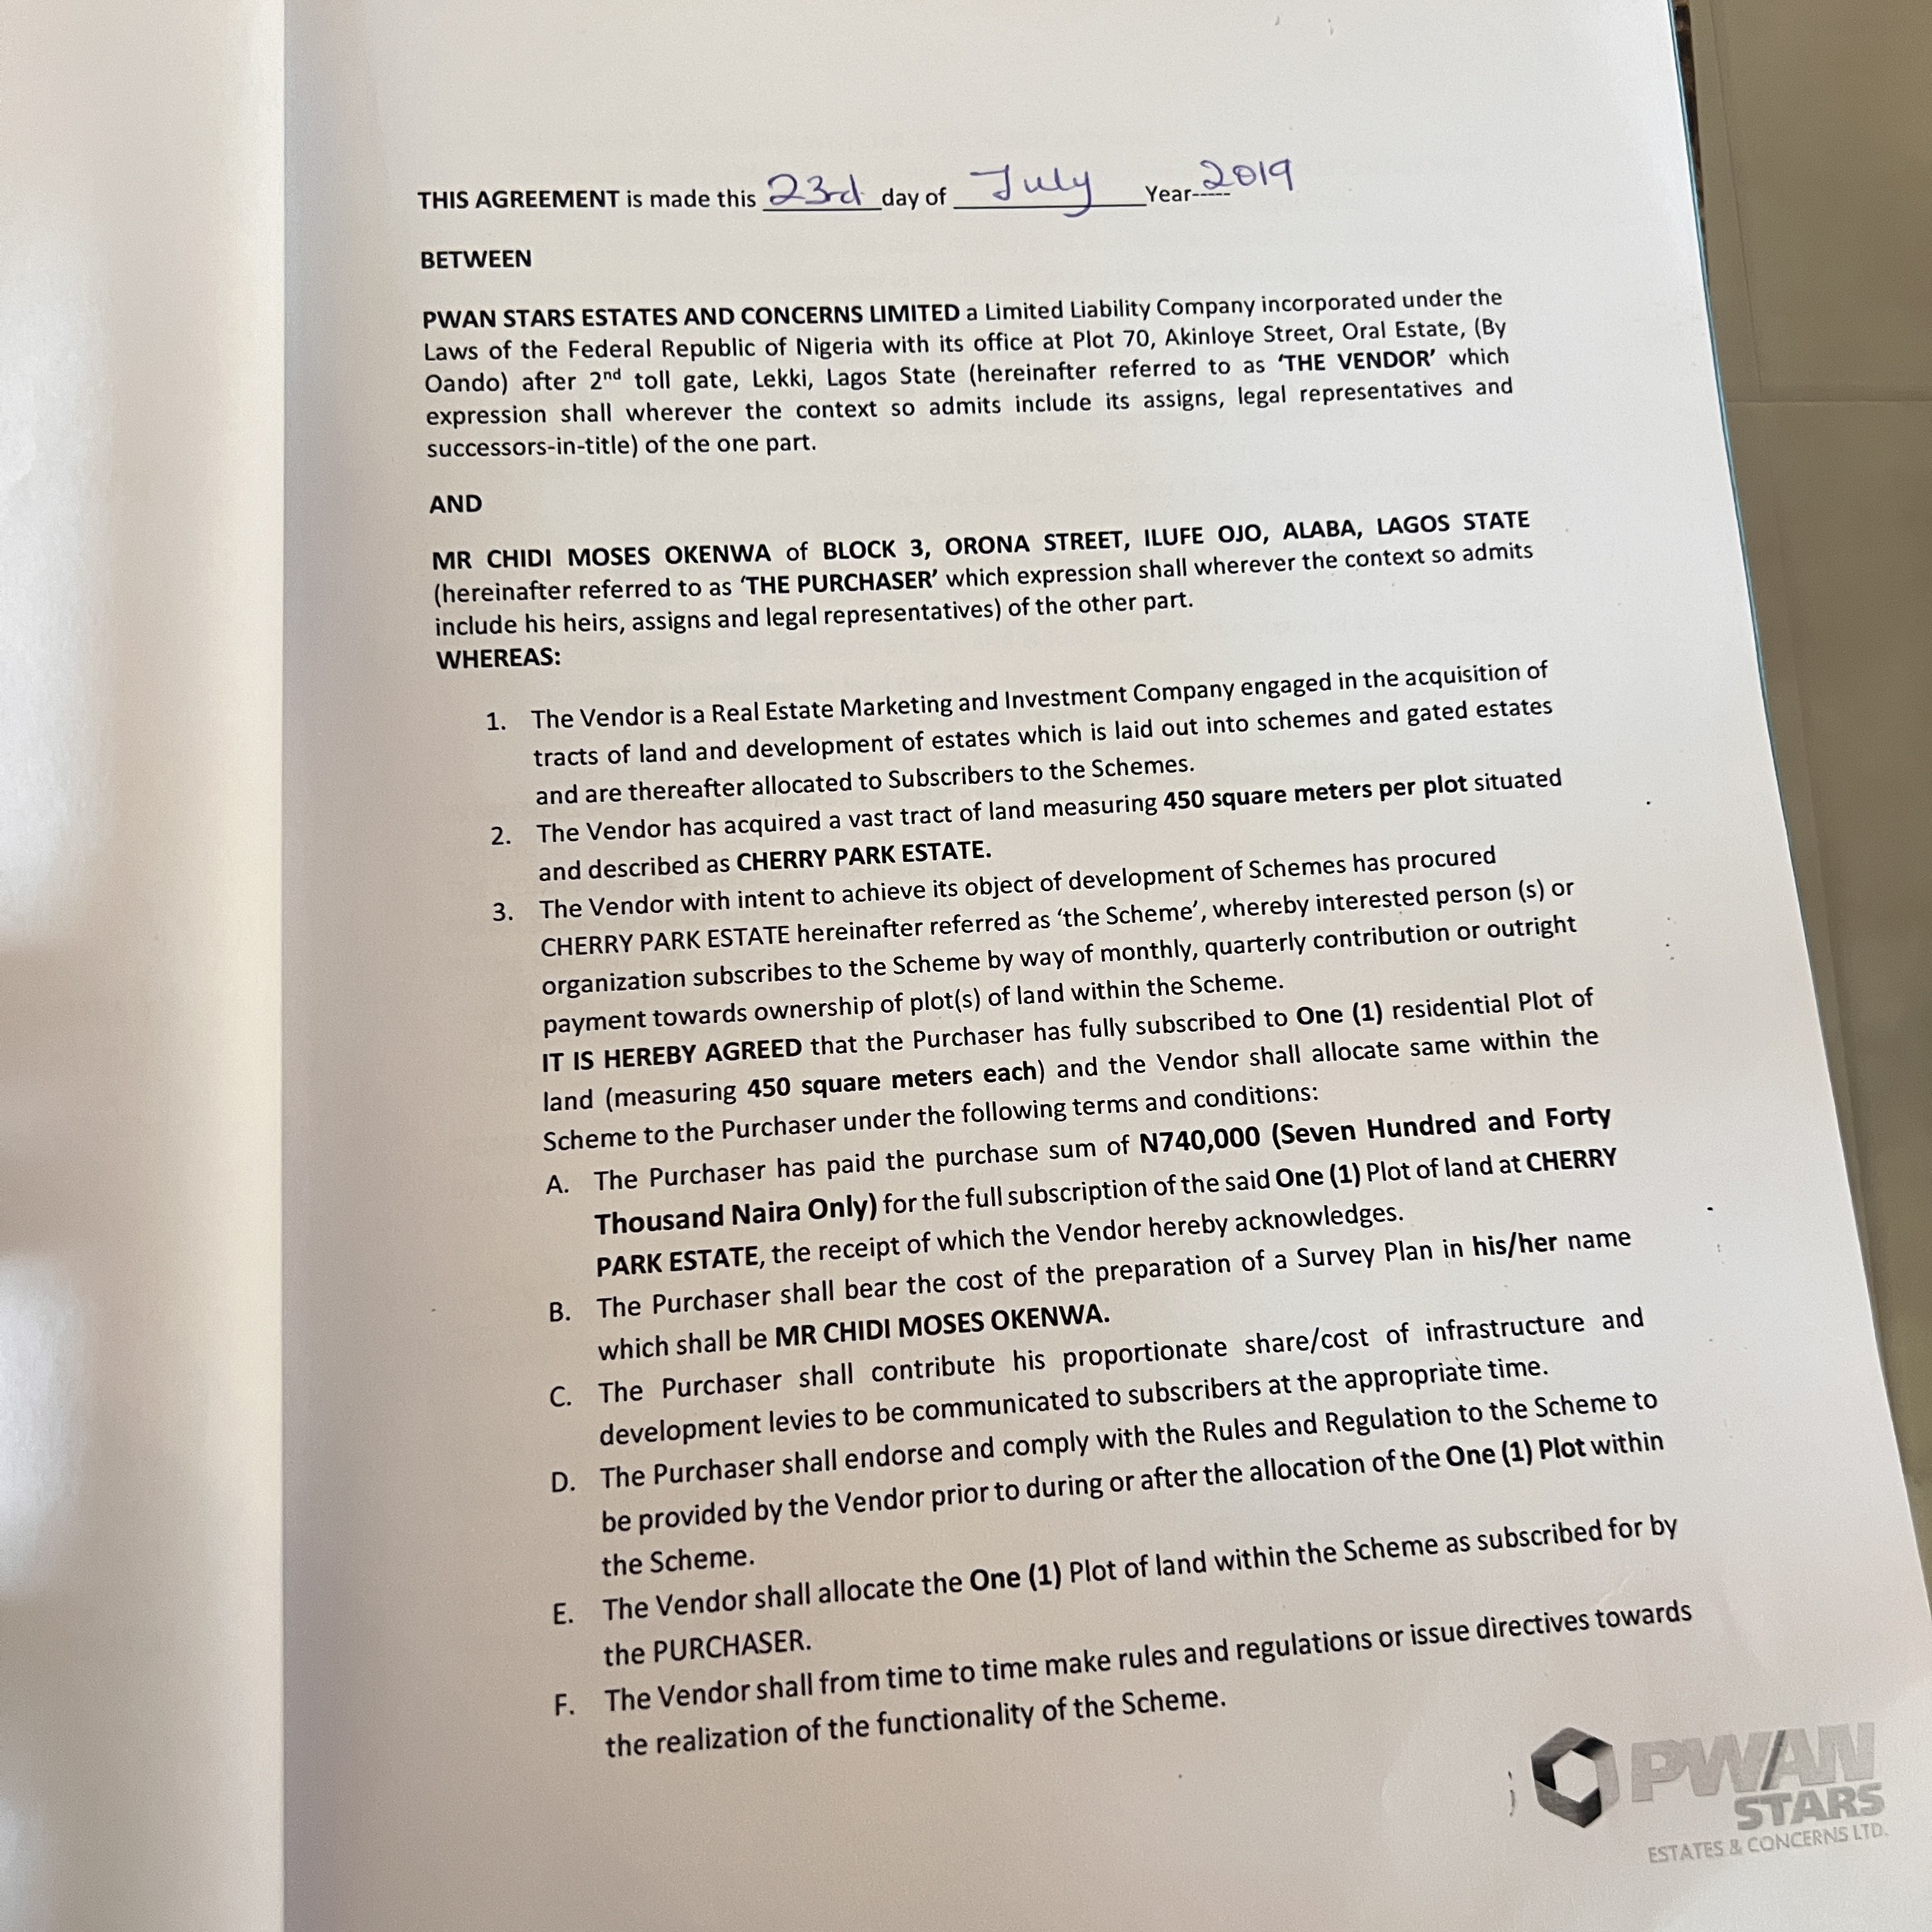 THIS AGREEMENT is made this 23rd day of July Year----- 2019
BETWEEN
PWAN STARS ESTATES AND CONCERNS LIMITED a Limited Liability Company incorporated under the
Laws of the Federal Republic of Nigeria with its office at Plot 70, Akinloye Street, Oral Estate, (By
Oando) after 2nd toll gate, Lekki, Lagos State (hereinafter referred to as ‘THE VENDOR’ which
expression shall wherever the context so admits include its assigns, legal representatives and
successors-in-title) of the one part.
AND
MR CHIDI MOSES OKENWA of BLOCK 3, ORONA STREET, ILUFE OJO, ALABA, LAGOS STATE
(hereinafter referred to as ‘THE PURCHASER’ which expression shall wherever the context so admits
include his heirs, assigns and legal representatives) of the other part.
WHEREAS:
1. The Vendor is a Real Estate Marketing and Investment Company engaged in the acquisition of
tracts of land and development of estates which is laid out into schemes and gated estates
and are thereafter allocated to Subscribers to the Schemes.
2. The Vendor has acquired a vast tract of land measuring 450 square meters per plot situated
and described as CHERRY PARK ESTATE.
3. The Vendor with intent to achieve its object of development of Schemes has procured
CHERRY PARK ESTATE hereinafter referred as ‘the Scheme’, whereby interested person (s) or
organization subscribes to the Scheme by way of monthly, quarterly contribution or outright
payment towards ownership of plot(s) of land within the Scheme.
IT IS HEREBY AGREED that the Purchaser has fully subscribed to One (1) residential Plot of
land (measuring 450 square meters each) and the Vendor shall allocate same within the
Scheme to the Purchaser under the following terms and conditions:
A. The Purchaser has paid the purchase sum of N740,000 (Seven Hundred and Forty
Thousand Naira Only) for the full subscription of the said One (1) Plot of land at CHERRY
PARK ESTATE, the receipt of which the Vendor hereby acknowledges.
B. The Purchaser shall bear the cost of the preparation of a Survey Plan in his/her name
which shall be MR CHIDI MOSES OKENWA.
C. The Purchaser shall contribute his proportionate share/cost of infrastructure and
development levies to be communicated to subscribers at the appropriate time.
D. The Purchaser shall endorse and comply with the Rules and Regulation to the Scheme to
be provided by the Vendor prior to during or after the allocation of the One (1) Plot within
the Scheme.
E. The Vendor shall allocate the One (1) Plot of land within the Scheme as subscribed for by
the PURCHASER.
F. The Vendor shall from time to time make rules and regulations or issue directives towards
the realization of the functionality of the Scheme.
PWAN
STARS
ESTATES & CONCERNS LTD.